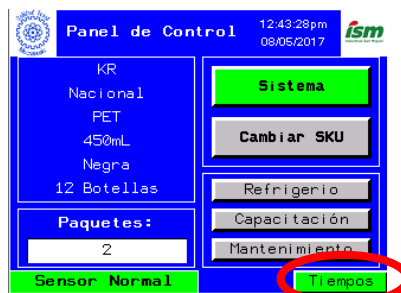 Panel de Control
12:43:28pm
08/05/2017
ism
KR
Nacional
PET
450mL
Negra
12 Botellas
Paquetes:
2
Sensor Normal
Sistema
Cambiar SKU
Refrigerio
Capacitación
Mantenimiento
Tiempos